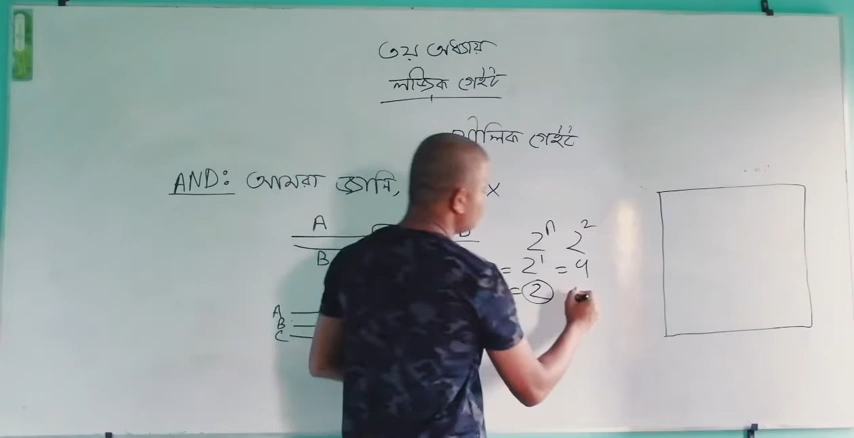 ৩য় অধ্যায়
লজিক গেইট
মৌলিক গেইট
AND: আমরা জানি, X
A
B
2ⁿ 2²
= 2¹ = 4
= 2
A
B
C